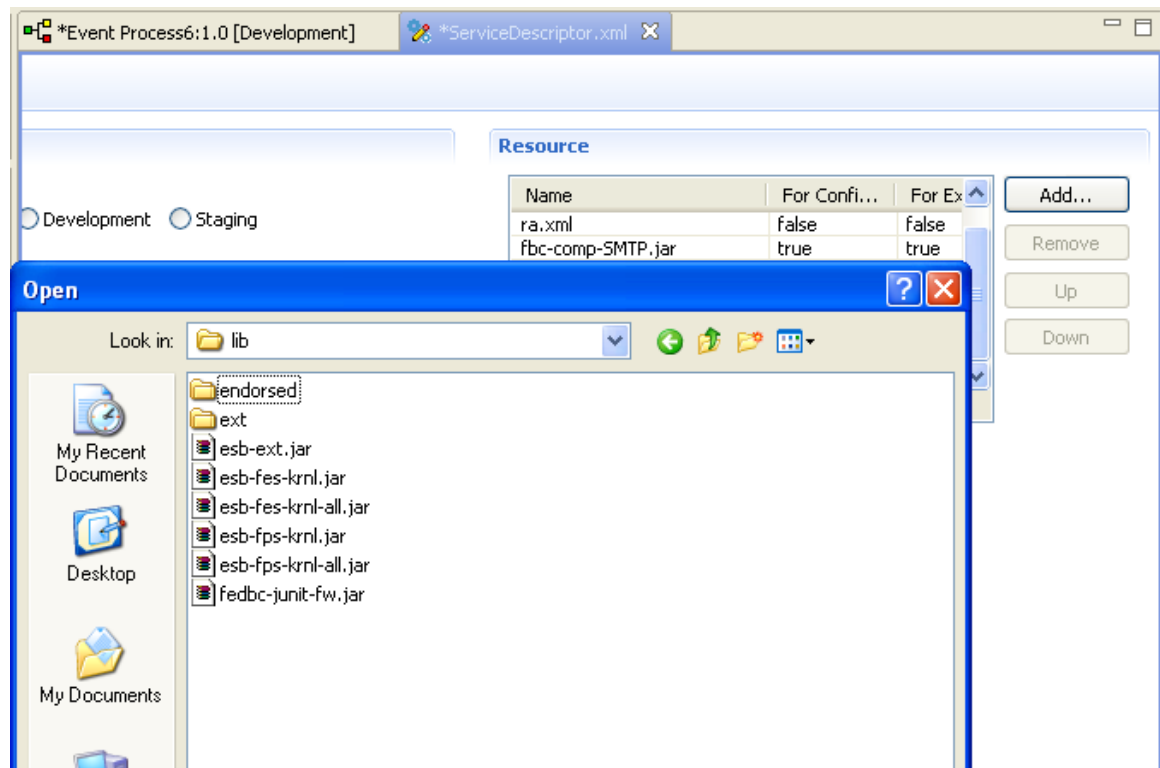 *Event Process6:1.0 [Development] *ServiceDescriptor.xml
Resource
Name For Confi... For Ex
Add...
Development Staging
ra.xml false false
fbc-comp-SMTP.jar true true
Remove
Open
Up
Look in: lib
Down
endorsed
ext
esb-ext.jar
esb-fes-krnl.jar
esb-fes-krnl-all.jar
esb-fps-krnl.jar
esb-fps-krnl-all.jar
fedbc-junit-fw.jar
My Recent
Documents
Desktop
My Documents